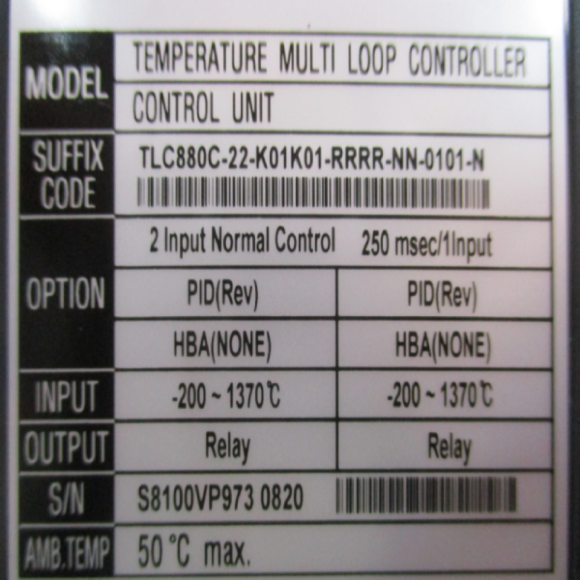 MODEL
TEMPERATURE MULTI LOOP CONTROLLER
CONTROL UNIT
SUFFIX CODE
TLC880C-22-K01K01-RRRR-NN-0101-N
OPTION
2 Input Normal Control 250 msec/1Input
PID(Rev) PID(Rev)
HBA(NONE) HBA(NONE)
INPUT -200 ~ 1370℃ -200 ~ 1370℃
OUTPUT Relay Relay
S/N S8100VP973 0820
AMB.TEMP 50 ℃ max.